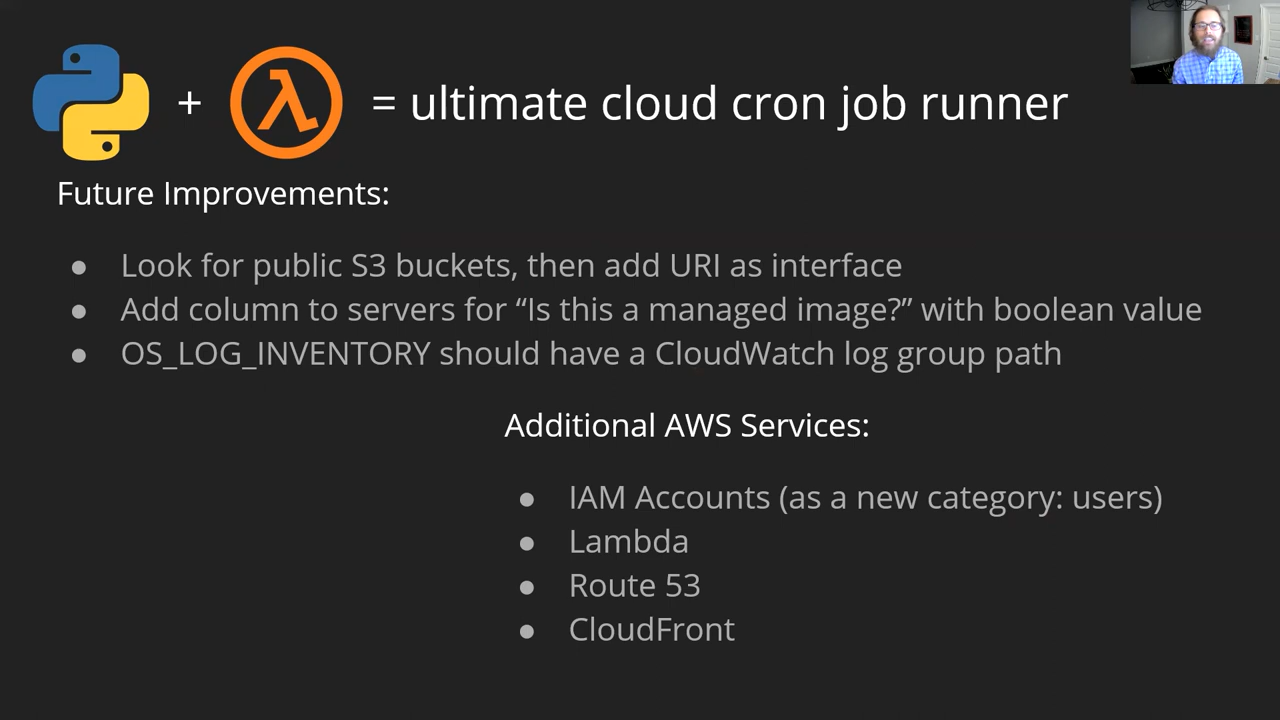 + λ = ultimate cloud cron job runner
Future Improvements:
● Look for public S3 buckets, then add URI as interface
● Add column to servers for “Is this a managed image?” with boolean value
● OS_LOG_INVENTORY should have a CloudWatch log group path
Additional AWS Services:
● IAM Accounts (as a new category: users)
● Lambda
● Route 53
● CloudFront